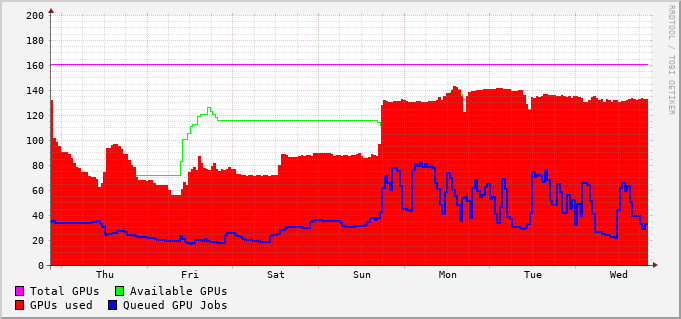 200
180
160
140
120
100
80
60
40
20
0
Thu Fri Sat Sun Mon Tue Wed
Total GPUs Available GPUs
GPUs used Queued GPU Jobs
RRDTOOL / TOBI OETIKER